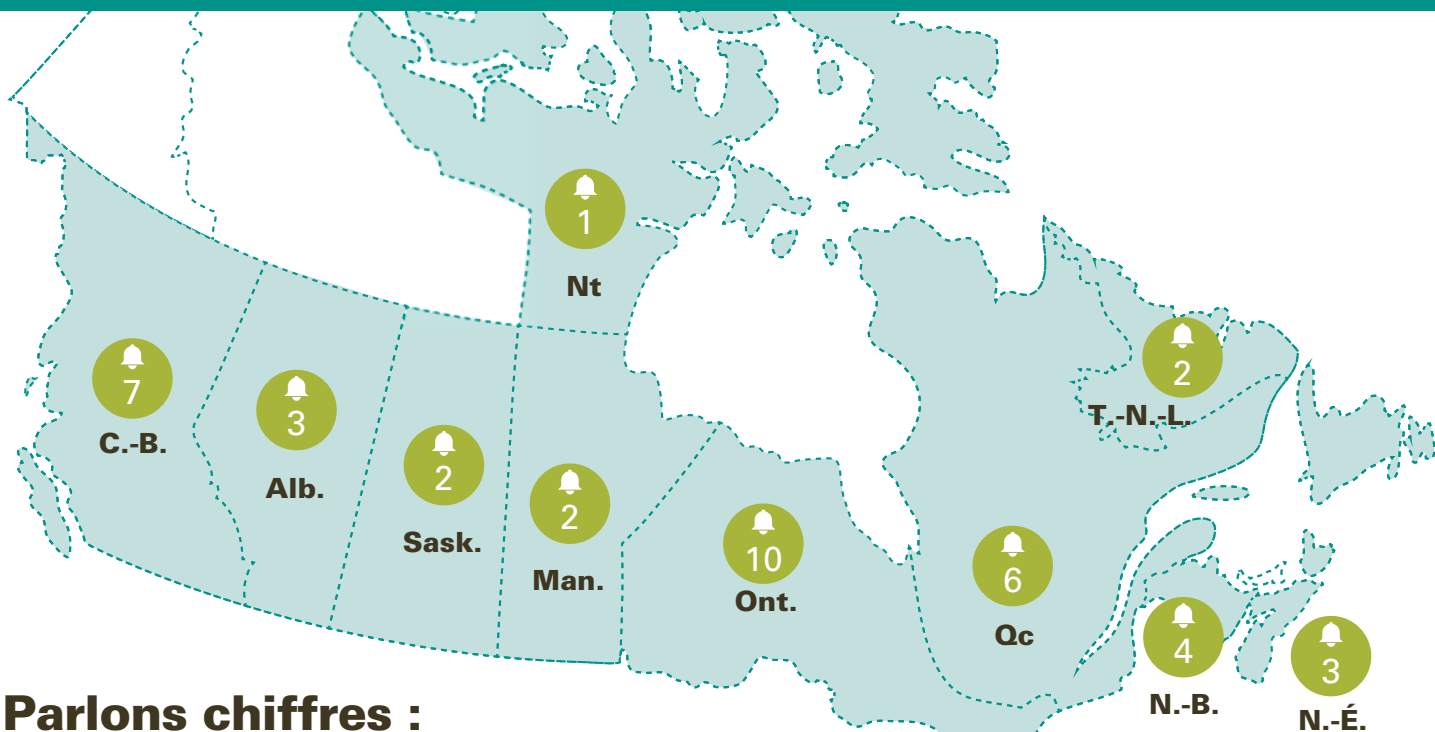 1
Nt
7
C.-B.
3
Alb.
2
Sask.
2
Man.
10
Ont.
6
Qc
2
T.-N.-L.
4
N.-B.
3
N.-É.
Parlons chiffres :